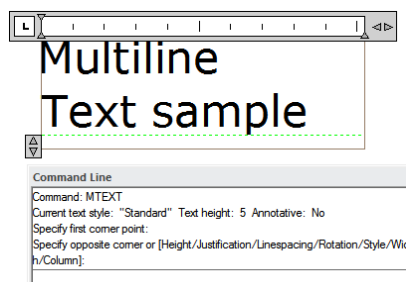 L
Multiline
Text sample
Command Line
Command: MTEXT
Current text style: "Standard" Text height: 5 Annotative: No
Specify first corner point:
Specify opposite corner or [Height/Justification/Linespacing/Rotation/Style/Wid
h/Column]: